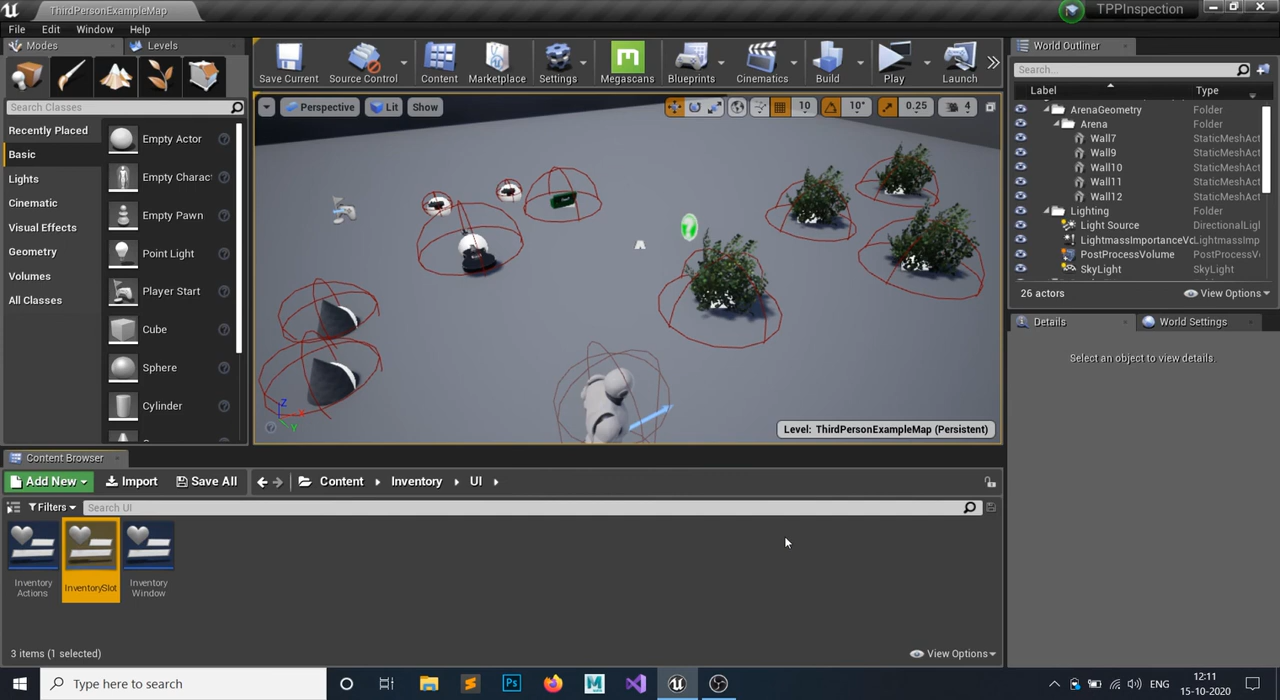 ThirdPersonExampleMap
TPPInspection
File Edit Window Help
Modes
Levels
Save Current
Source Control
Content
Marketplace
Settings
Megascans
Blueprints
Cinematics
Build
Play
Launch
World Outliner
Search...
Label
Type
Search Classes
Recently Placed
Basic
Lights
Cinematic
Visual Effects
Geometry
Volumes
All Classes
Empty Actor
Empty Charac
Empty Pawn
Point Light
Player Start
Cube
Sphere
Cylinder
Perspective
Lit
Show
10
10°
0.25
4
X
Y
Z
Level: ThirdPersonExampleMap (Persistent)
ArenaGeometry Folder
Arena Folder
Wall7 StaticMeshAct
Wall9 StaticMeshAct
Wall10 StaticMeshAct
Wall11 StaticMeshAct
Wall12 StaticMeshAct
Lighting Folder
Light Source DirectionalLig
LightmassImportanceVo LightmassImp
PostProcessVolume PostProcessV
SkyLight SkyLight
26 actors
View Options
Details
World Settings
Select an object to view details.
Content Browser
Add New
Import
Save All
Content
Inventory
UI
Filters
Search UI
Inventory
Actions
InventorySlot
Inventory
Window
3 items (1 selected)
View Options
Type here to search
Ps
M
ENG
12:11
15-10-2020